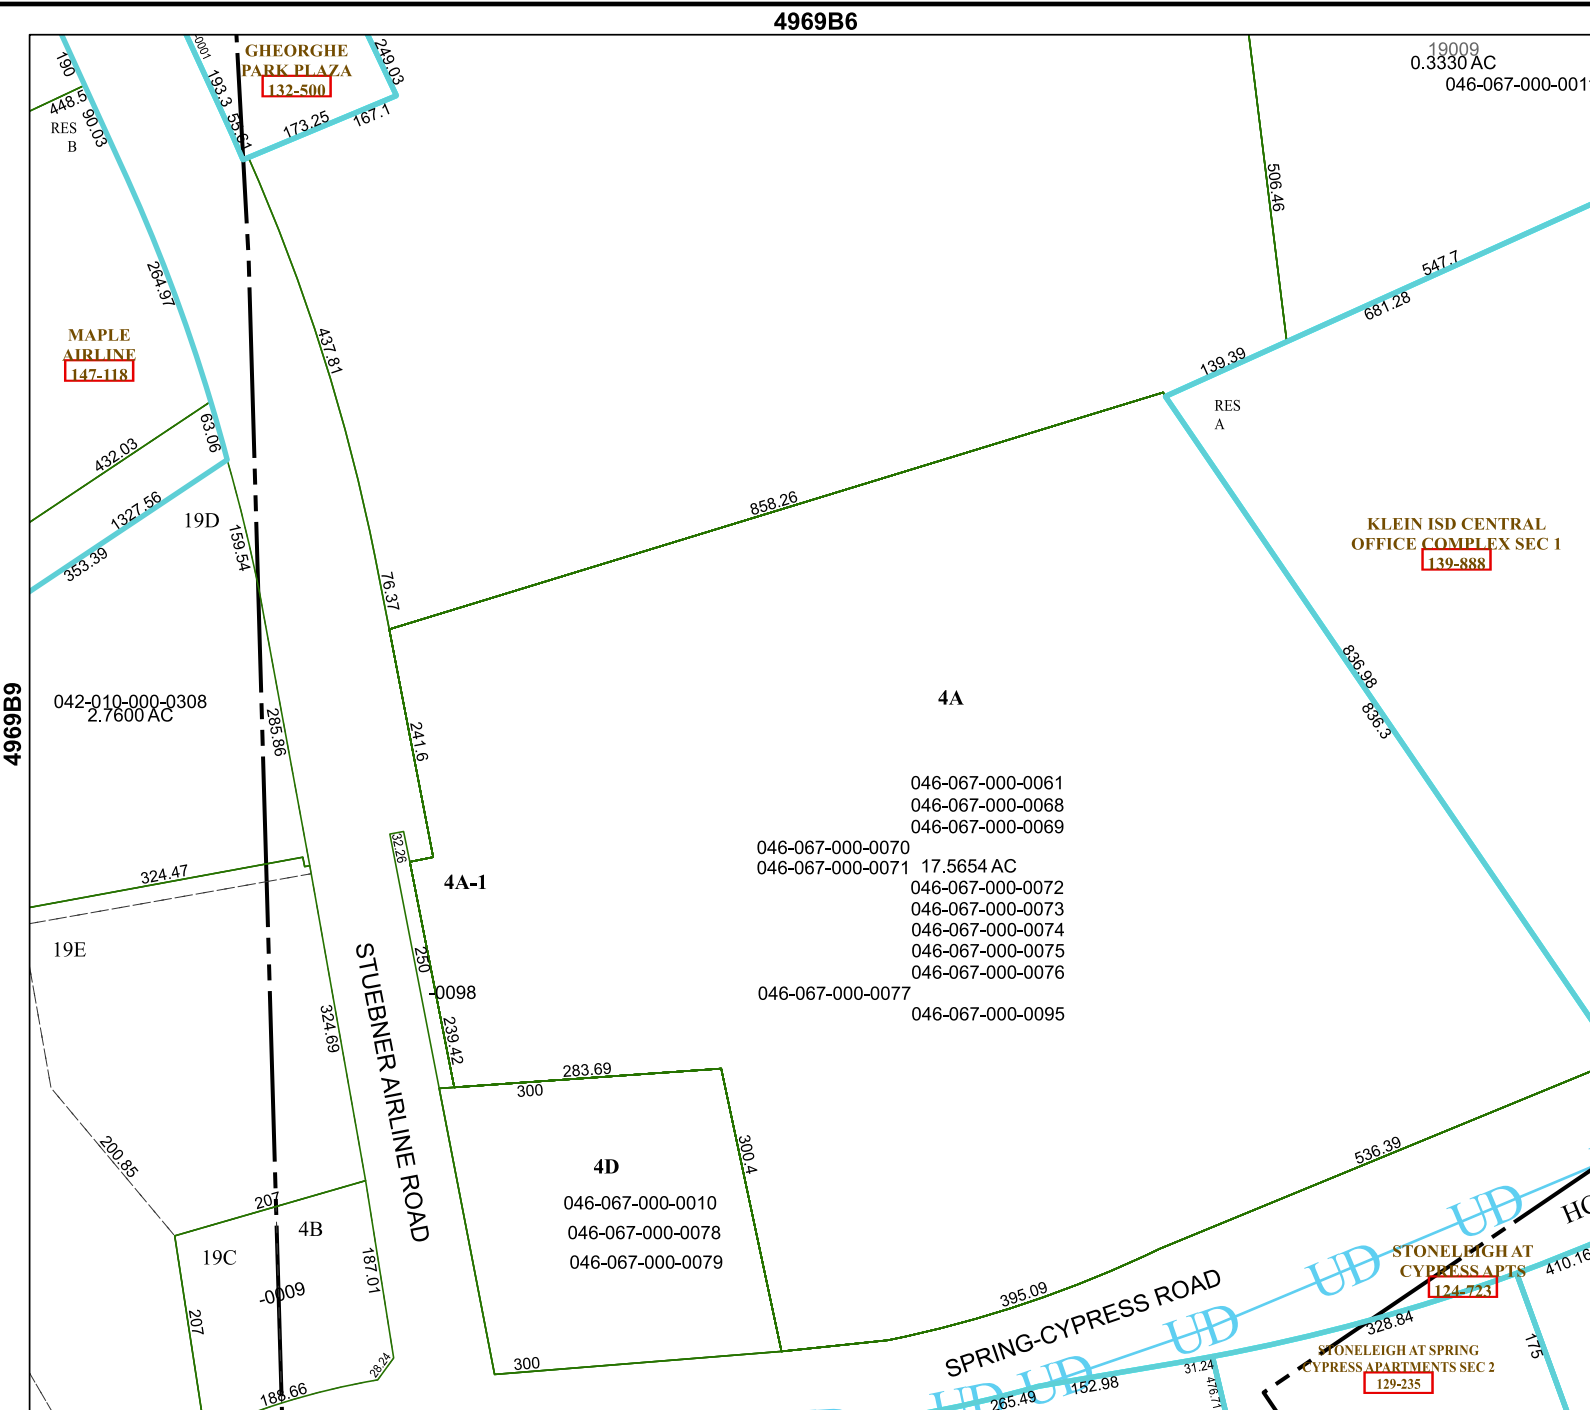 4969B6
190
448.5
RES
B
90.03
-0001
193.3
55.61
GHEORGHE
PARK PLAZA
132-500
249.03
173.25
167.1
19009
0.3330 AC
506.46
547.7
681.28
139.39
264.97
437.81
MAPLE
AIRLINE
147-118
63.06
432.03
1327.56
353.39
19D
159.54
76.37
858.26
RES
A
KLEIN ISD CENTRAL
OFFICE COMPLEX SEC 1
139-888
836.98
836.3
4969B9
042-010-000-0308
2.7600 AC
285.86
241.6
4A
046-067-000-0061
046-067-000-0068
046-067-000-0069
046-067-000-0070
046-067-000-0071 17.5654 AC
046-067-000-0072
046-067-000-0073
046-067-000-0074
046-067-000-0075
046-067-000-0076
046-067-000-0077
046-067-000-0095
32.26
4A-1
324.47
19E
250
-0098
239.42
STUEBNER AIRLINE ROAD
324.69
283.69
300
300.4
4D
046-067-000-0010
046-067-000-0078
046-067-000-0079
200.85
207
4B
19C
-0009
207
187.01
28.24
188.66
300
536.39
395.09
SPRING-CYPRESS ROAD
UD
UD
UD
UD
UD
STONELEIGH AT
CYPRESS APTS
124-723
410.16
328.84
STONELEIGH AT SPRING
CYPRESS APARTMENTS SEC 2
129-235
175
31.24
476.71
152.98
265.49